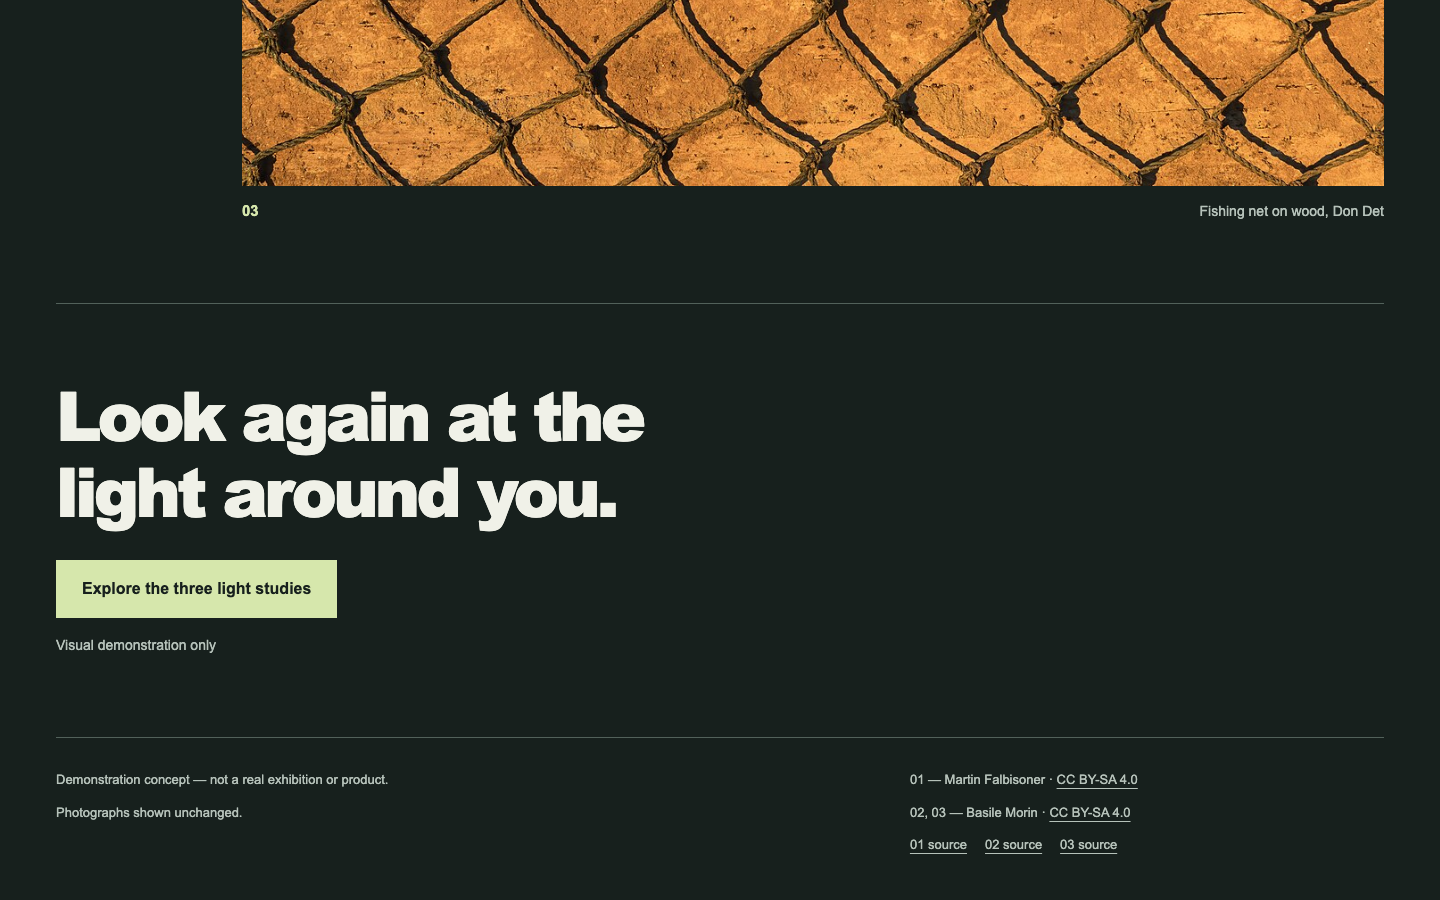 03
Fishing net on wood, Don Det
Look again at the
light around you.
Explore the three light studies
Visual demonstration only
Demonstration concept — not a real exhibition or product.
Photographs shown unchanged.
01 — Martin Falbisoner · CC BY-SA 4.0
02, 03 — Basile Morin · CC BY-SA 4.0
01 source 02 source 03 source